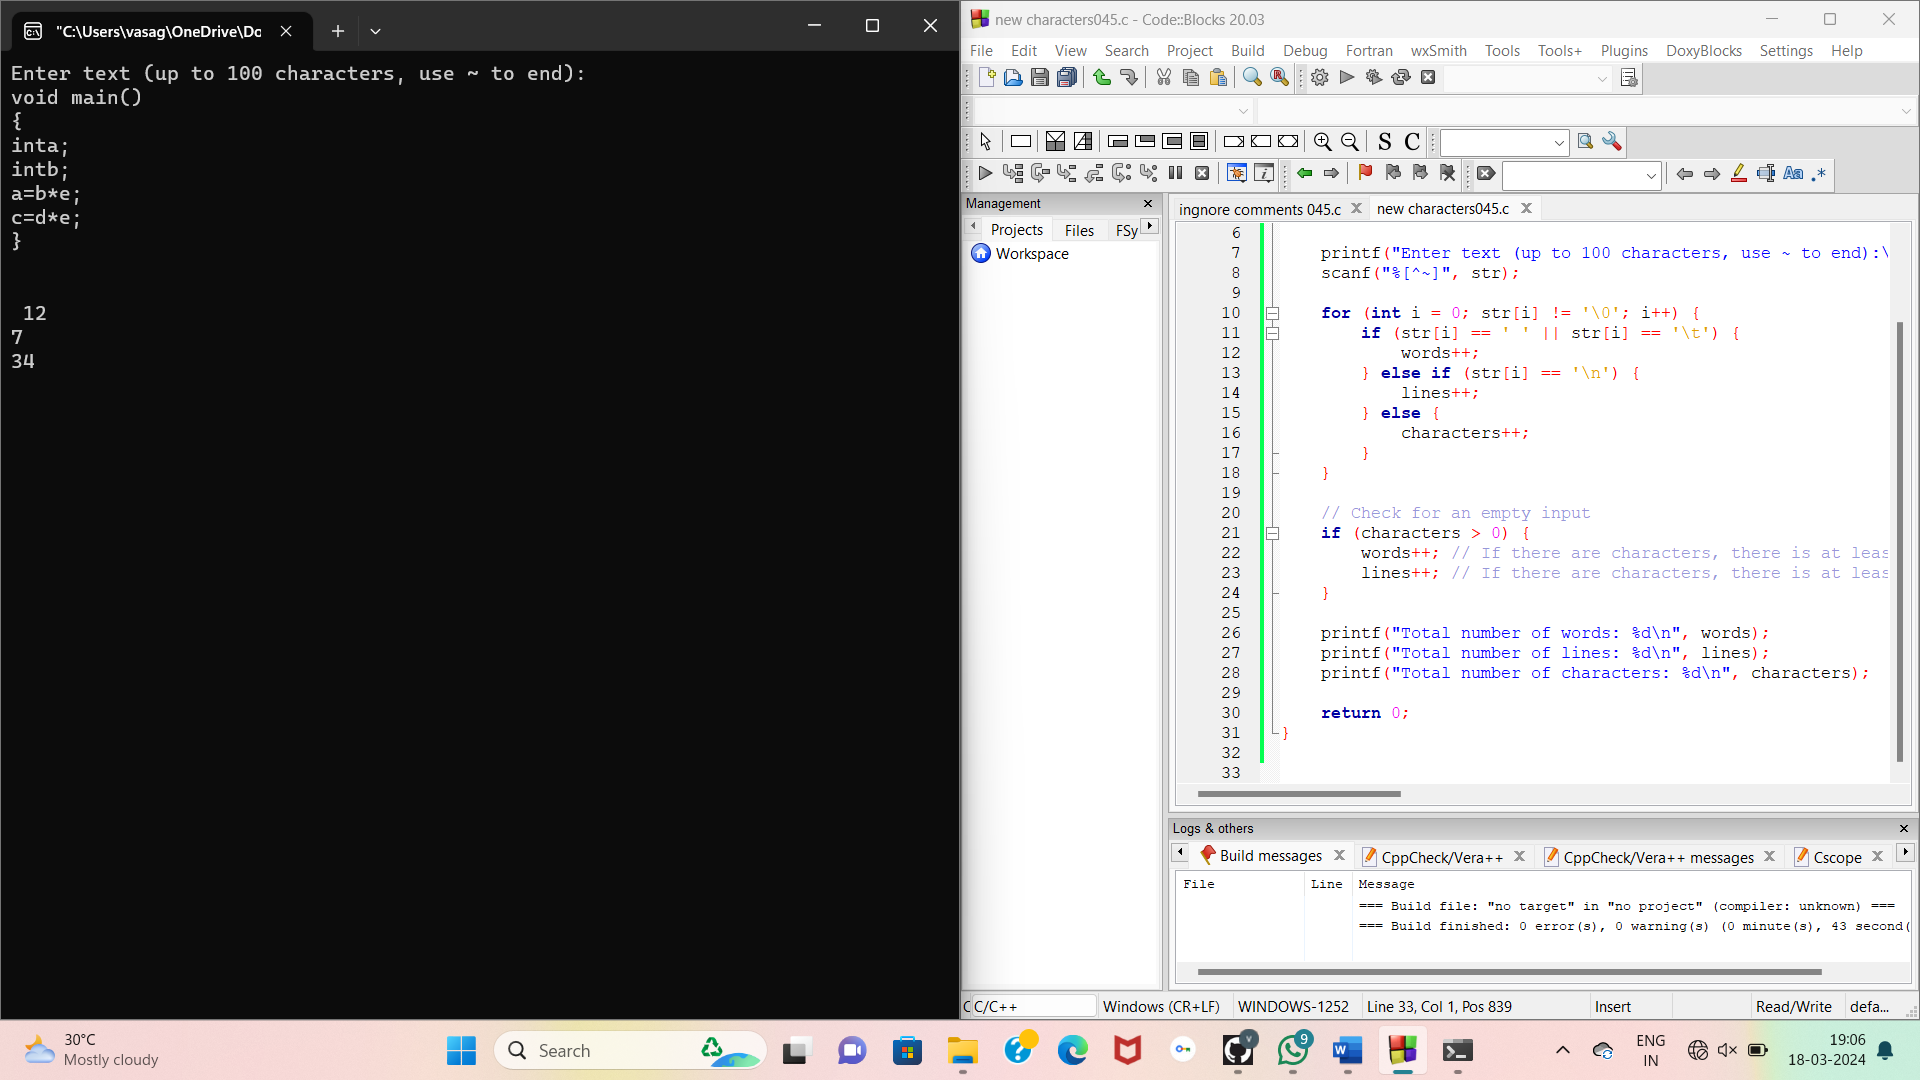 "C:\Users\vasag\OneDrive\Do
Enter text (up to 100 characters, use ~ to end):
void main()
{
inta;
intb;
a=b*e;
c=d*e;
}
12
7
34
new characters045.c - Code::Blocks 20.03
File Edit View Search Project Build Debug Fortran wxSmith Tools Tools+ Plugins DoxyBlocks Settings Help
S C
Aa .*
Management
Projects Files FSy
Workspace
ingnore comments 045.c new characters045.c
6
7 printf("Enter text (up to 100 characters, use ~ to end):\
8 scanf("%[^~]", str);
9
10 for (int i = 0; str[i] != '\0'; i++) {
11 if (str[i] == ' ' || str[i] == '\t') {
12 words++;
13 } else if (str[i] == '\n') {
14 lines++;
15 } else {
16 characters++;
17 }
18 }
19
20 // Check for an empty input
21 if (characters > 0) {
22 words++; // If there are characters, there is at leas
23 lines++; // If there are characters, there is at leas
24 }
25
26 printf("Total number of words: %d\n", words);
27 printf("Total number of lines: %d\n", lines);
28 printf("Total number of characters: %d\n", characters);
29
30 return 0;
31 }
32
33
Logs & others
Build messages CppCheck/Vera++ CppCheck/Vera++ messages Cscope
File Line Message
=== Build file: "no target" in "no project" (compiler: unknown) ===
=== Build finished: 0 error(s), 0 warning(s) (0 minute(s), 43 second(
C C/C++ Windows (CR+LF) WINDOWS-1252 Line 33, Col 1, Pos 839 Insert Read/Write defa...
30°C
Mostly cloudy
Search
9
ENG
IN
19:06
18-03-2024